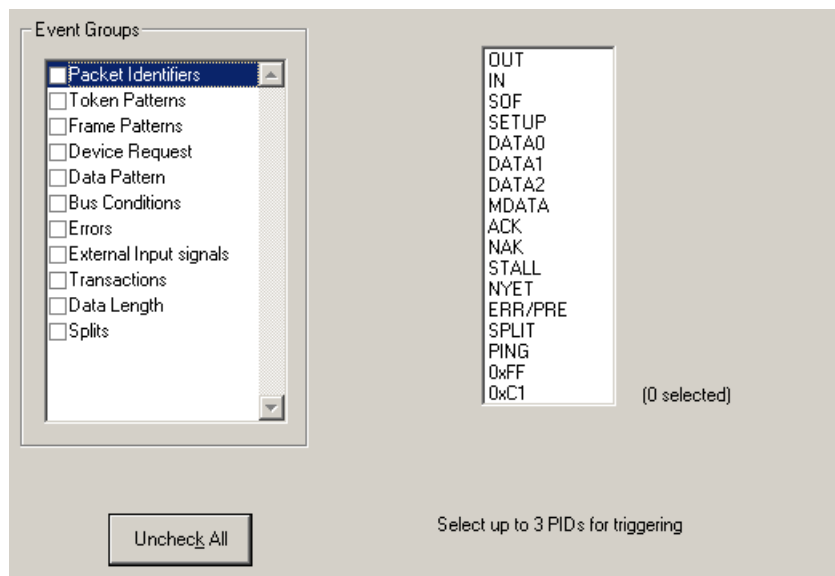 Event Groups
Packet Identifiers
Token Patterns
Frame Patterns
Device Request
Data Pattern
Bus Conditions
Errors
External Input signals
Transactions
Data Length
Splits
OUT
IN
SOF
SETUP
DATA0
DATA1
DATA2
MDATA
ACK
NAK
STALL
NYET
ERR/PRE
SPLIT
PING
0xFF
0xC1
(0 selected)
Uncheck All
Select up to 3 PIDs for triggering